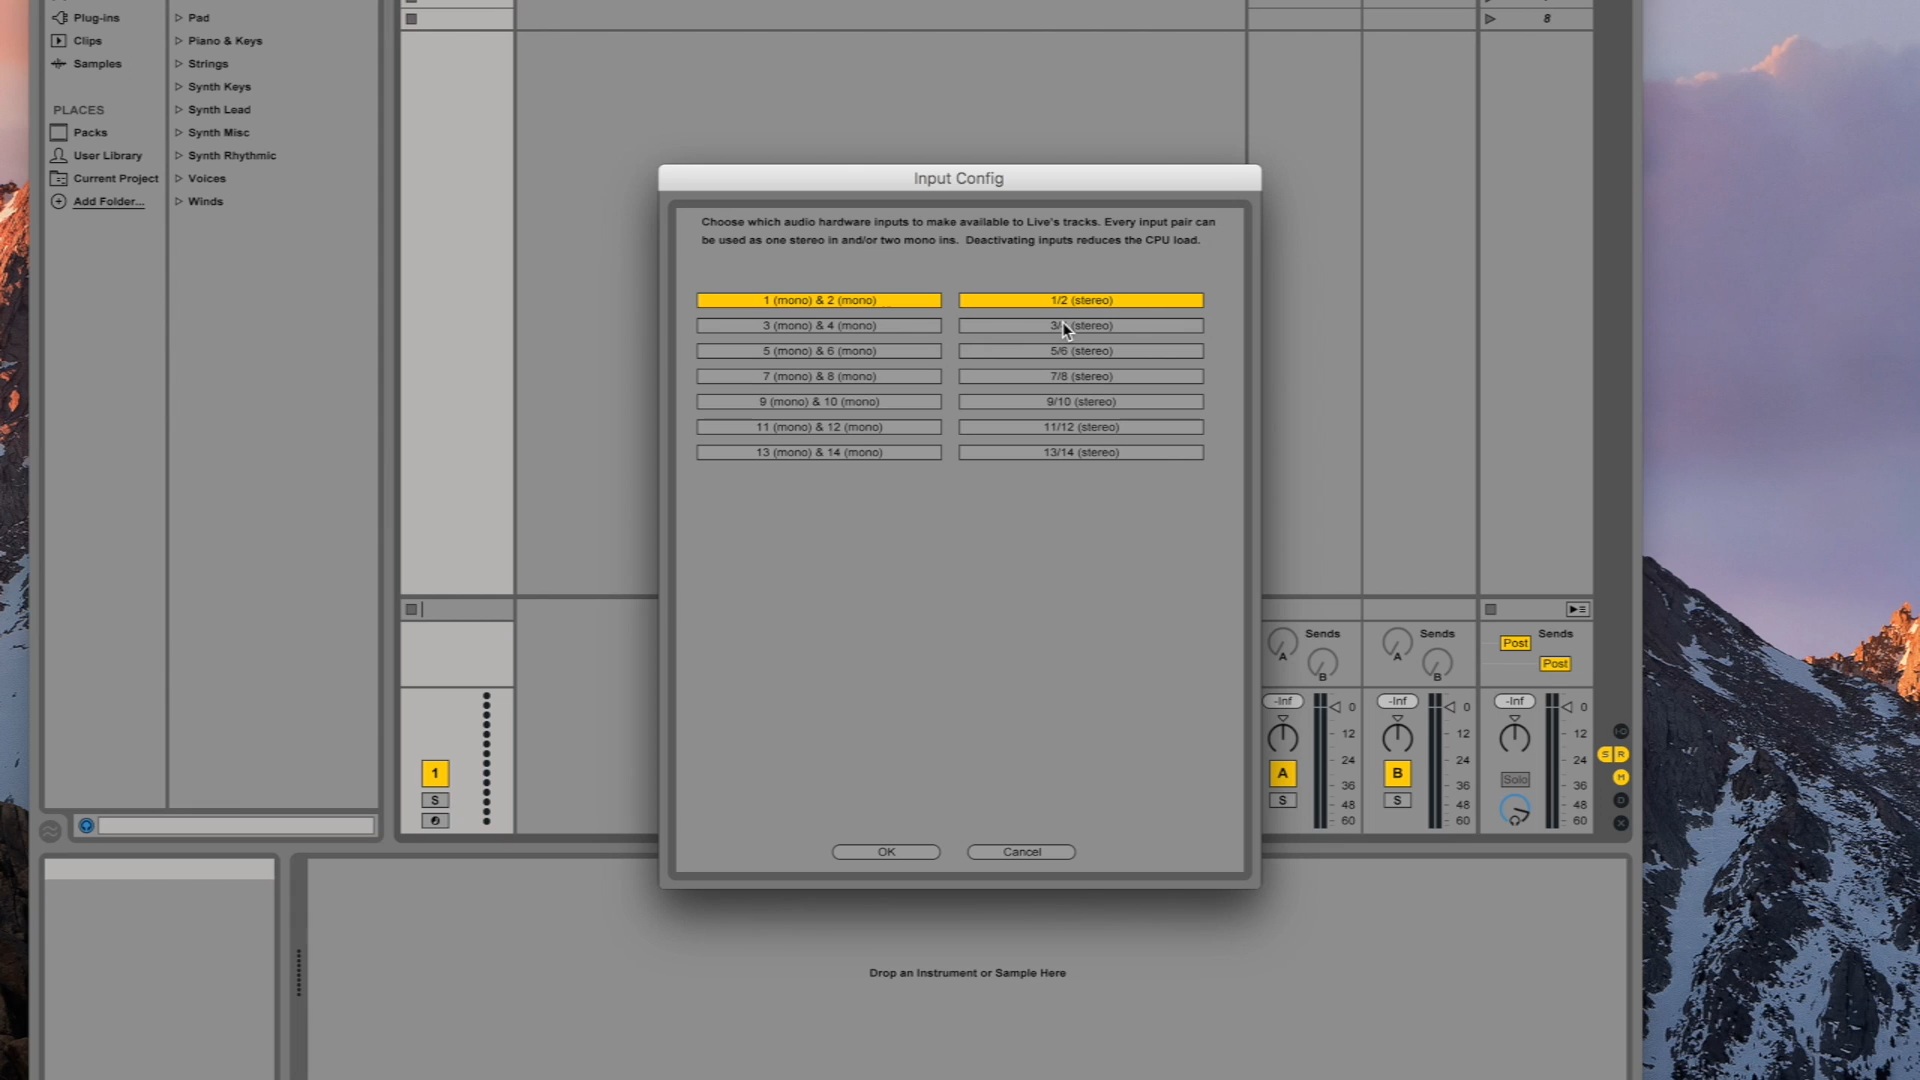 Plug-ins
Clips
Samples
PLACES
Packs
User Library
Current Project
Add Folder...
Pad
Piano & Keys
Strings
Synth Keys
Synth Lead
Synth Misc
Synth Rhythmic
Voices
Winds
8
Input Config
Choose which audio hardware inputs to make available to Live's tracks. Every input pair can
be used as one stereo in and/or two mono ins. Deactivating inputs reduces the CPU load.
1 (mono) & 2 (mono)
1/2 (stereo)
3 (mono) & 4 (mono)
(stereo)
5 (mono) & 6 (mono)
5/6 (stereo)
7 (mono) & 8 (mono)
7/8 (stereo)
9 (mono) & 10 (mono)
9/10 (stereo)
11 (mono) & 12 (mono)
11/12 (stereo)
13 (mono) & 14 (mono)
13/14 (stereo)
OK
Cancel
1
S
Sends
A
B
-Inf
0
12
24
36
48
60
A
S
Sends
A
B
-Inf
0
12
24
36
48
60
B
S
Sends
Post
Post
-Inf
0
12
24
36
48
60
Solo
S R
M
D
X
Drop an Instrument or Sample Here